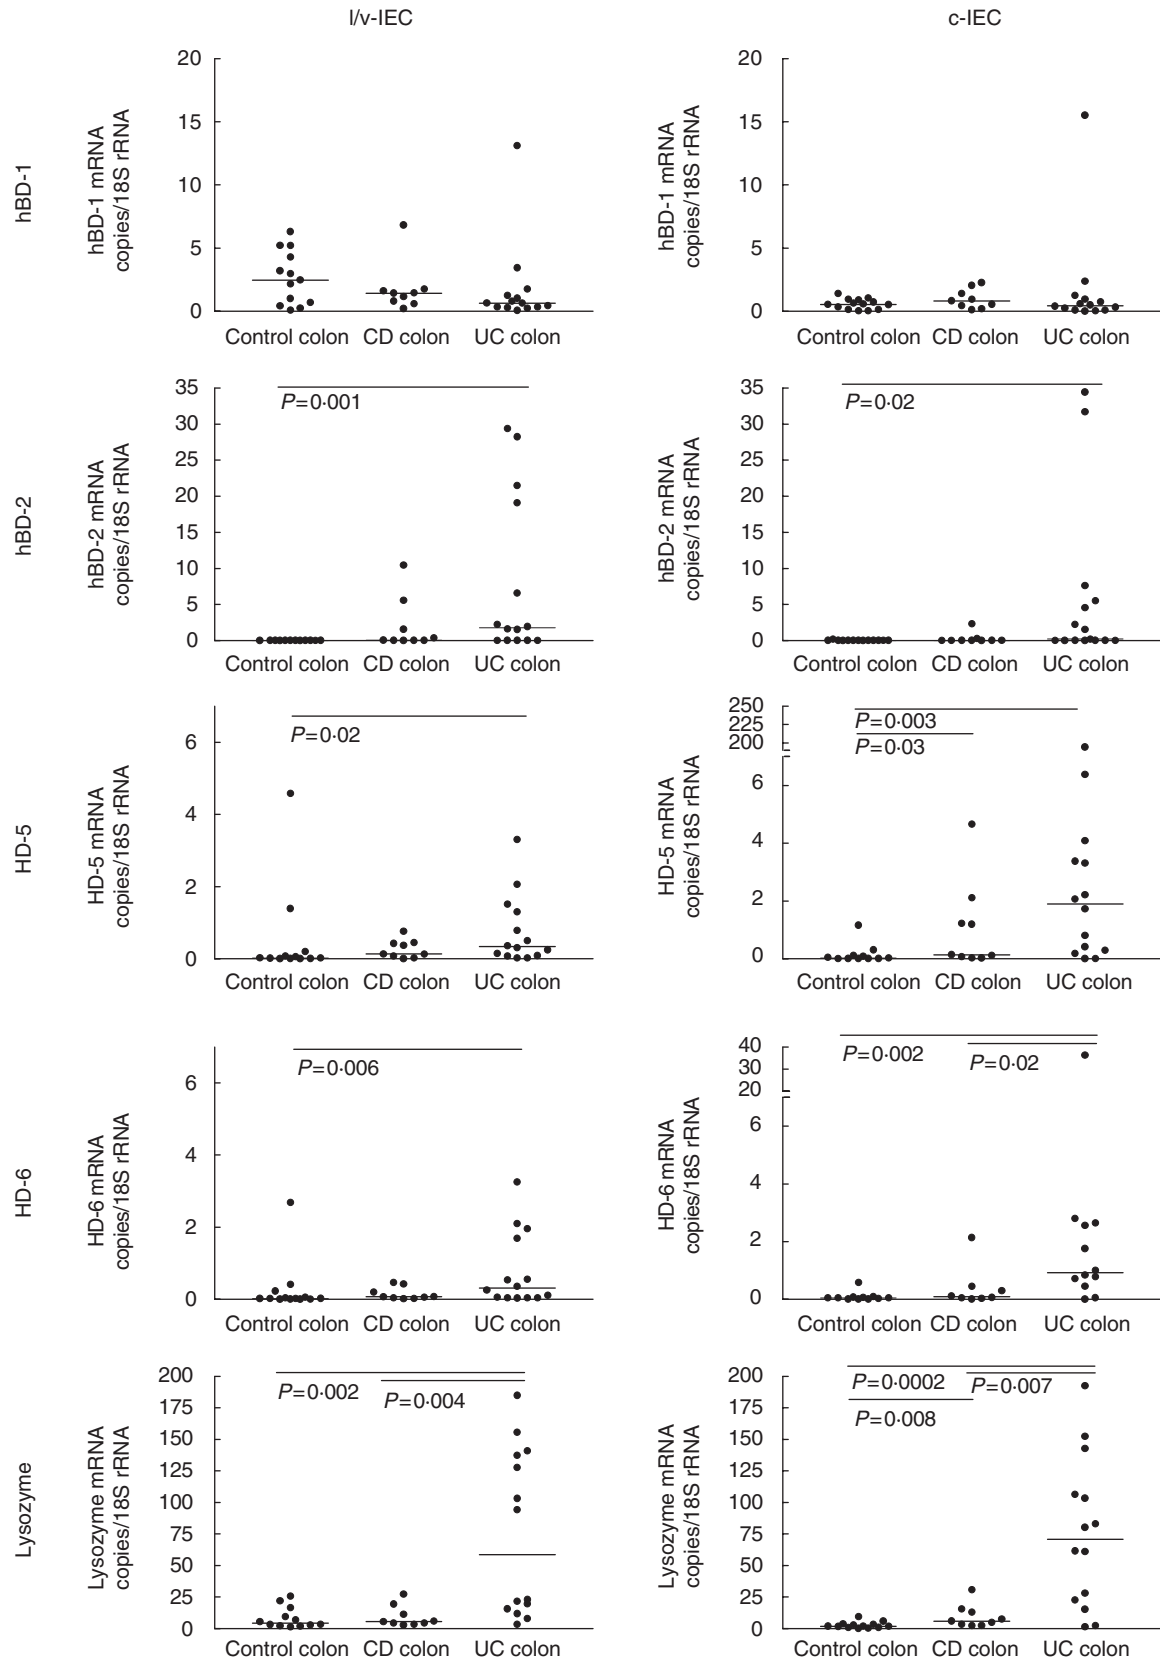 l/v-IEC
c-IEC
hBD-1
hBD-1 mRNA
copies/18S rRNA
20
15
10
5
0
Control colon CD colon UC colon
hBD-1 mRNA
copies/18S rRNA
20
15
10
5
0
Control colon CD colon UC colon
hBD-2
hBD-2 mRNA
copies/18S rRNA
35
30
25
20
15
10
5
0
P=0·001
Control colon CD colon UC colon
hBD-2 mRNA
copies/18S rRNA
35
30
25
20
15
10
5
0
P=0·02
Control colon CD colon UC colon
HD-5
HD-5 mRNA
copies/18S rRNA
6
4
2
0
P=0·02
Control colon CD colon UC colon
HD-5 mRNA
copies/18S rRNA
250
225
200
6
4
2
0
P=0·003
P=0·03
Control colon CD colon UC colon
HD-6
HD-6 mRNA
copies/18S rRNA
6
4
2
0
P=0·006
Control colon CD colon UC colon
HD-6 mRNA
copies/18S rRNA
40
30
20
6
4
2
0
P=0·002
P=0·02
Control colon CD colon UC colon
Lysozyme
Lysozyme mRNA
copies/18S rRNA
200
175
150
125
100
75
50
25
0
P=0·002
P=0·004
Control colon CD colon UC colon
Lysozyme mRNA
copies/18S rRNA
200
175
150
125
100
75
50
25
0
P=0·0002
P=0·007
P=0·008
Control colon CD colon UC colon